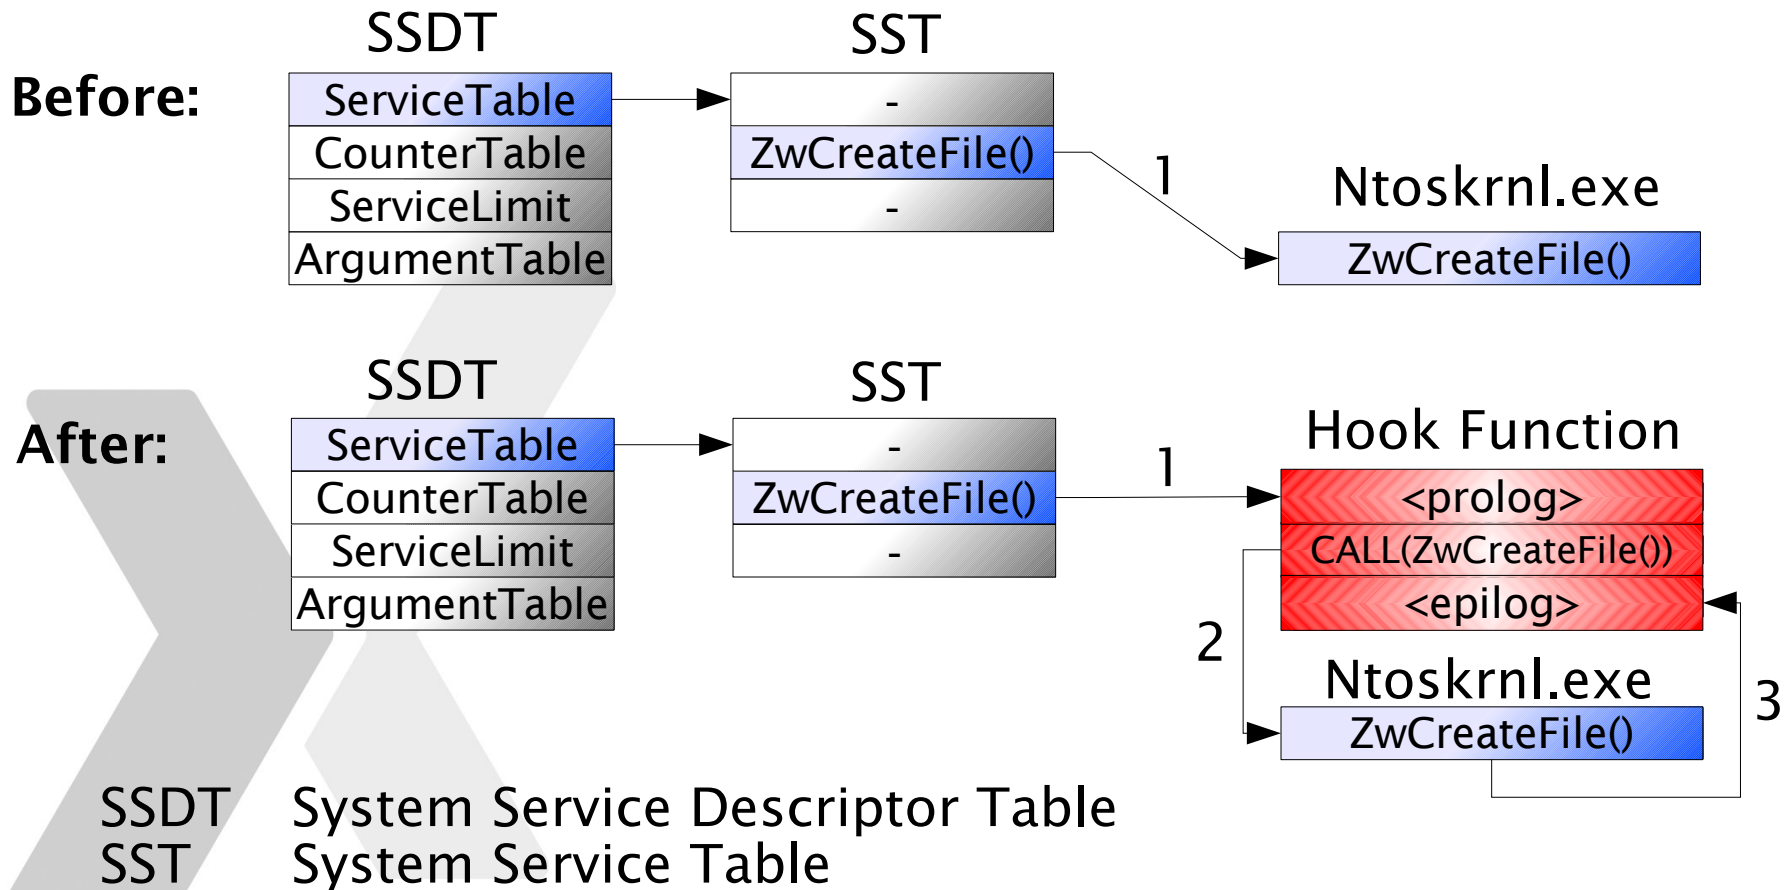 SSDT
SST
Before:
ServiceTable
CounterTable
ServiceLimit
ArgumentTable
-
ZwCreateFile()
-
1
Ntoskrnl.exe
ZwCreateFile()
SSDT
SST
After:
ServiceTable
CounterTable
ServiceLimit
ArgumentTable
-
ZwCreateFile()
-
1
Hook Function
<prolog>
CALL(ZwCreateFile())
<epilog>
2
Ntoskrnl.exe
ZwCreateFile()
3
SSDT System Service Descriptor Table
SST System Service Table